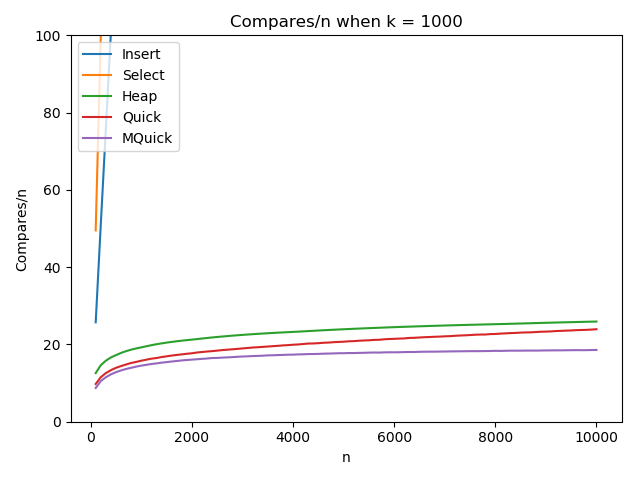 Compares/n when k = 1000
100
80
60
40
20
0
Compares/n
Insert
Select
Heap
Quick
MQuick
0 2000 4000 6000 8000 10000
n